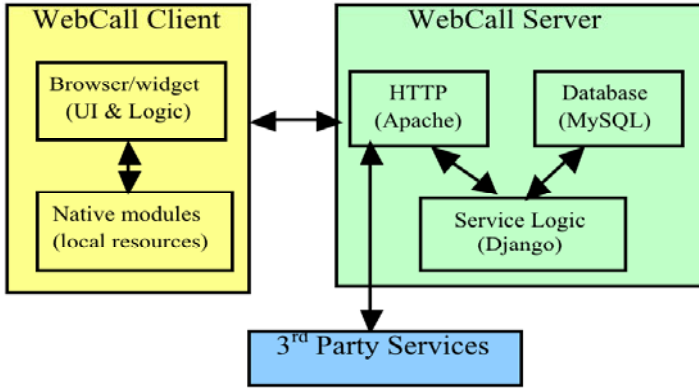 WebCall Client
Browser/widget
(UI & Logic)
Native modules
(local resources)
WebCall Server
HTTP
(Apache)
Database
(MySQL)
Service Logic
(Django)
3rd Party Services